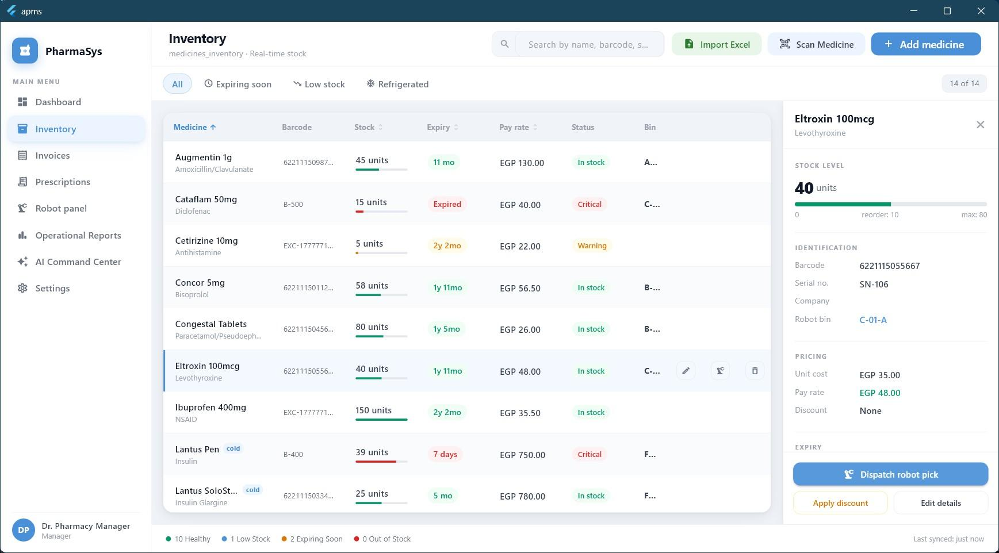 apms
PharmaSys
MAIN MENU
Dashboard
Inventory
Invoices
Prescriptions
Robot panel
Operational Reports
AI Command Center
Settings
DP
Dr. Pharmacy Manager
Manager
Inventory
medicines_inventory · Real-time stock
Search by name, barcode, s...
Import Excel
Scan Medicine
+ Add medicine
All
Expiring soon
Low stock
Refrigerated
14 of 14
Medicine ↑ Barcode Stock Expiry Pay rate Status Bin
Augmentin 1g
Amoxicillin/Clavulanate
62211150987... 45 units 11 mo EGP 130.00 In stock A...
Cataflam 50mg
Diclofenac
B-500 15 units Expired EGP 40.00 Critical C-...
Cetirizine 10mg
Antihistamine
EXC-1777771... 5 units 2y 2mo EGP 22.00 Warning
Concor 5mg
Bisoprolol
62211150112... 58 units 1y 11mo EGP 56.50 In stock B-...
Congestal Tablets
Paracetamol/Pseudoeph...
62211150456... 80 units 1y 5mo EGP 26.00 In stock B-...
Eltroxin 100mcg
Levothyroxine
62211150556... 40 units 1y 11mo EGP 48.00 In stock C-...
Ibuprofen 400mg
NSAID
EXC-1777771... 150 units 2y 2mo EGP 35.50 In stock
Lantus Pen cold
Insulin
B-400 39 units 7 days EGP 750.00 Critical F...
Lantus SoloSt... cold
Insulin Glargine
62211150334... 25 units 5 mo EGP 780.00 In stock F...
10 Healthy
1 Low Stock
2 Expiring Soon
0 Out of Stock
Last synced: just now
Eltroxin 100mcg
Levothyroxine
STOCK LEVEL
40 units
0 reorder: 10 max: 80
IDENTIFICATION
Barcode 6221115055667
Serial no. SN-106
Company
Robot bin C-01-A
PRICING
Unit cost EGP 35.00
Pay rate EGP 48.00
Discount None
EXPIRY
Dispatch robot pick
Apply discount
Edit details